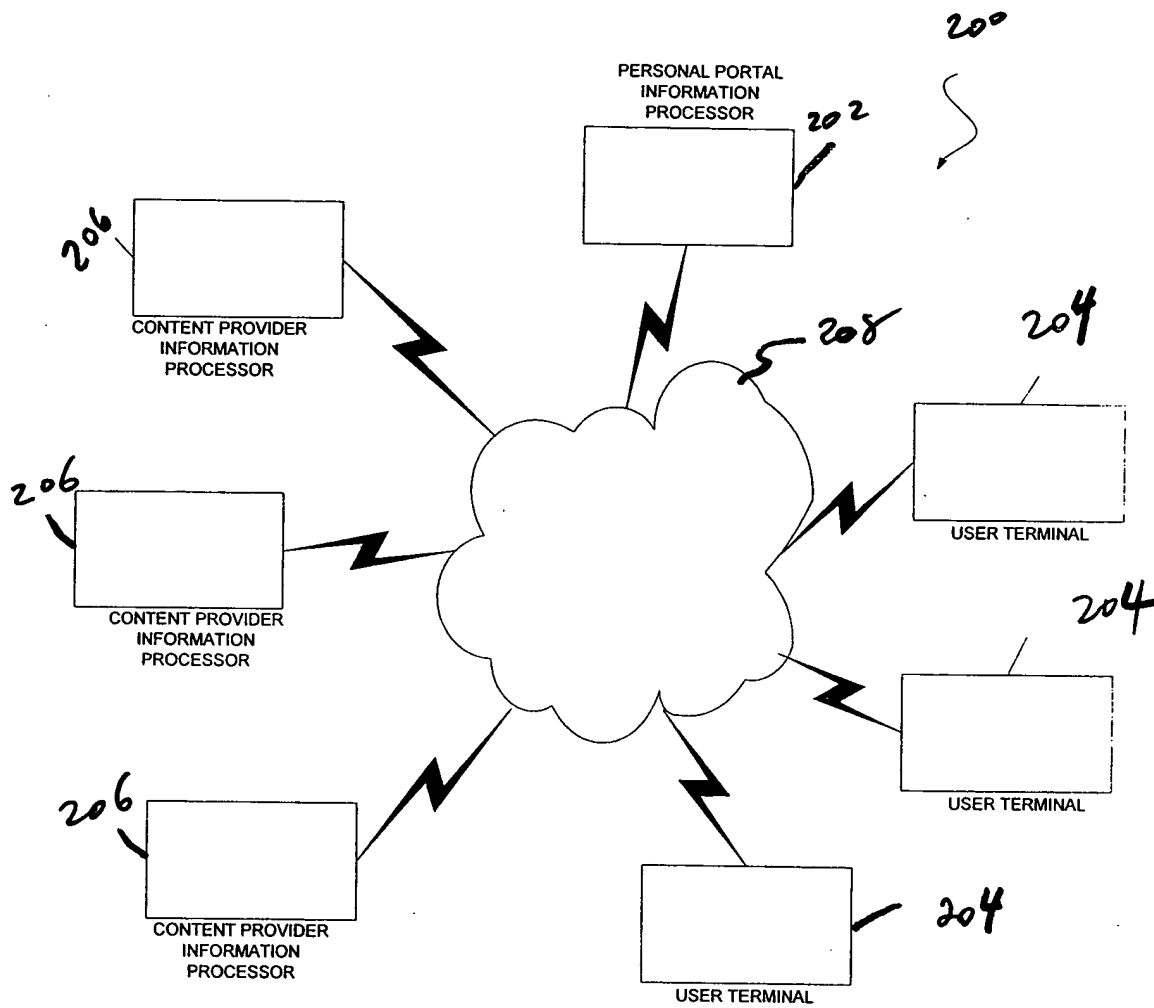 200
PERSONAL PORTAL
INFORMATION
PROCESSOR
202
206
CONTENT PROVIDER
INFORMATION
PROCESSOR
208
204
USER TERMINAL
206
CONTENT PROVIDER
INFORMATION
PROCESSOR
204
USER TERMINAL
206
CONTENT PROVIDER
INFORMATION
PROCESSOR
204
USER TERMINAL